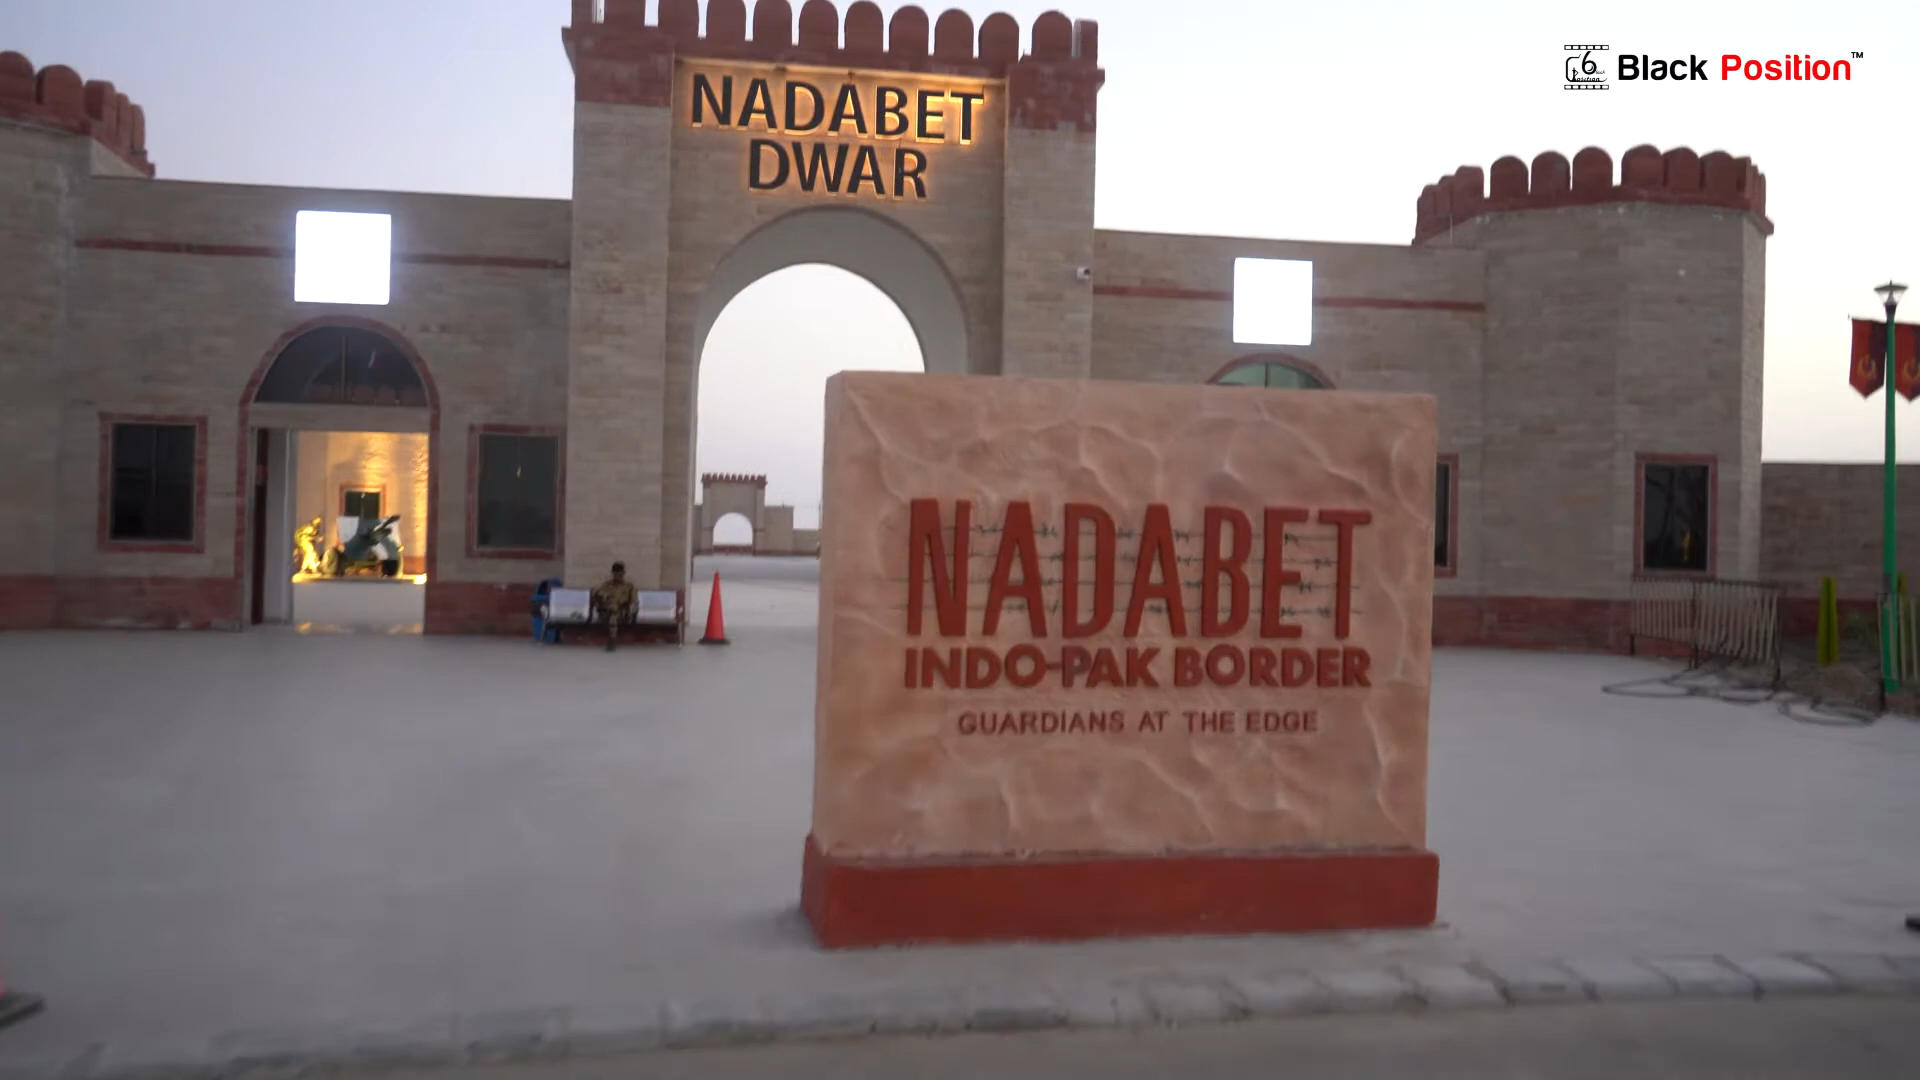 Black Position™
NADABET
DWAR
NADABET
INDO-PAK BORDER
GUARDIANS AT THE EDGE